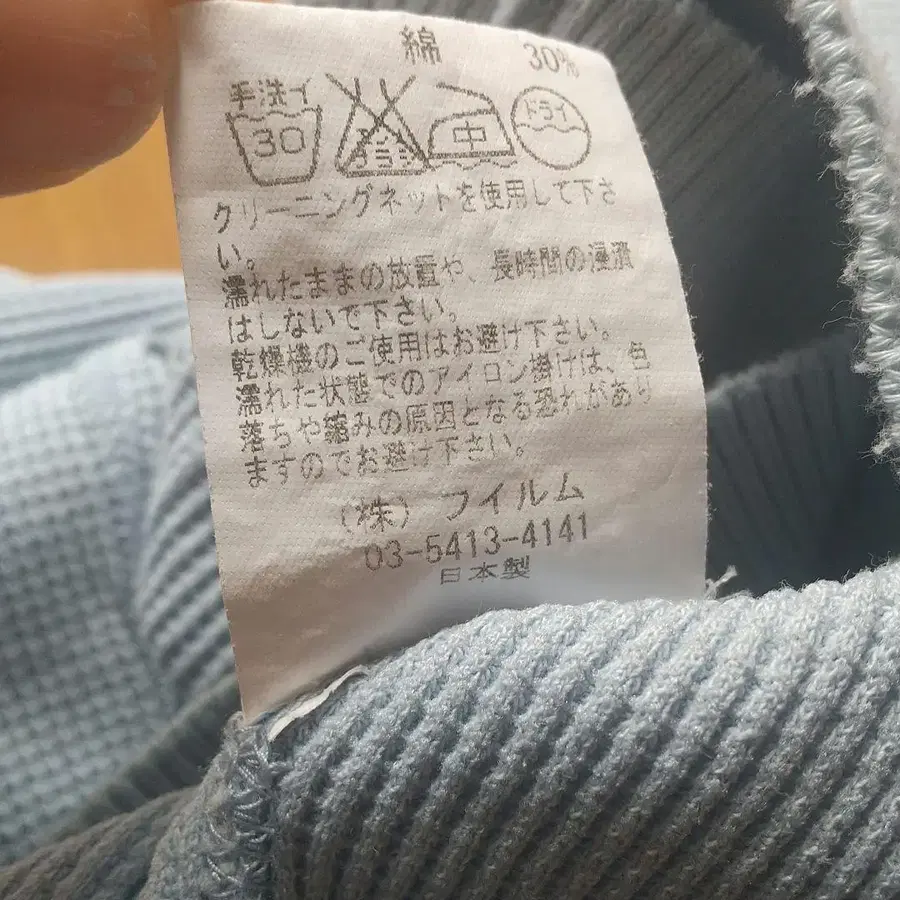 綿 30%
手洗イ
30 エンソサラシ 中 ドライ
クリーニングネットを使用して下さ
い。
濡れたままの放置や、長時間の浸漬
はしないで下さい。
乾燥機のご使用はお避け下さい。
濡れた状態でのアイロン掛けは、色
落ちや縮みの原因となる恐れがあり
ますのでお避け下さい。
(株) フイルム
03-5413-4141
日本製